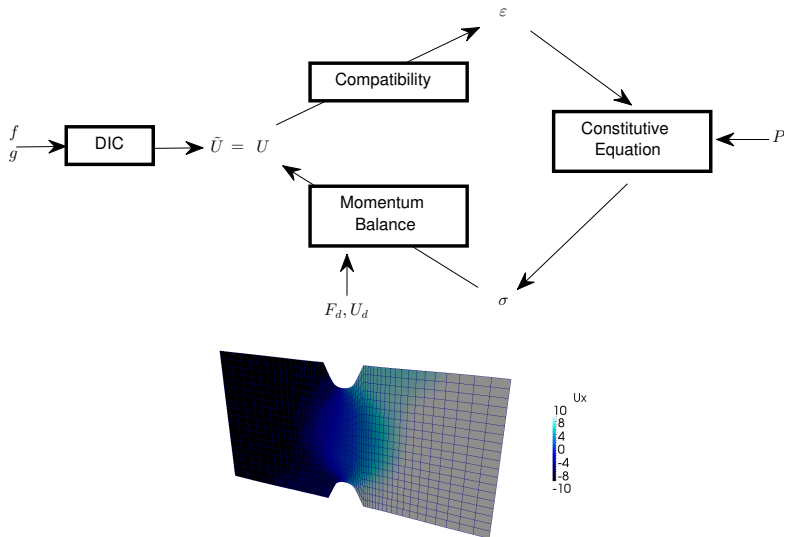 ε
Compatibility
f
g
DIC
Ũ = U
Constitutive
Equation
P
Momentum
Balance
σ
F_d, U_d
Ux
10
8
4
0
-4
-8
-10